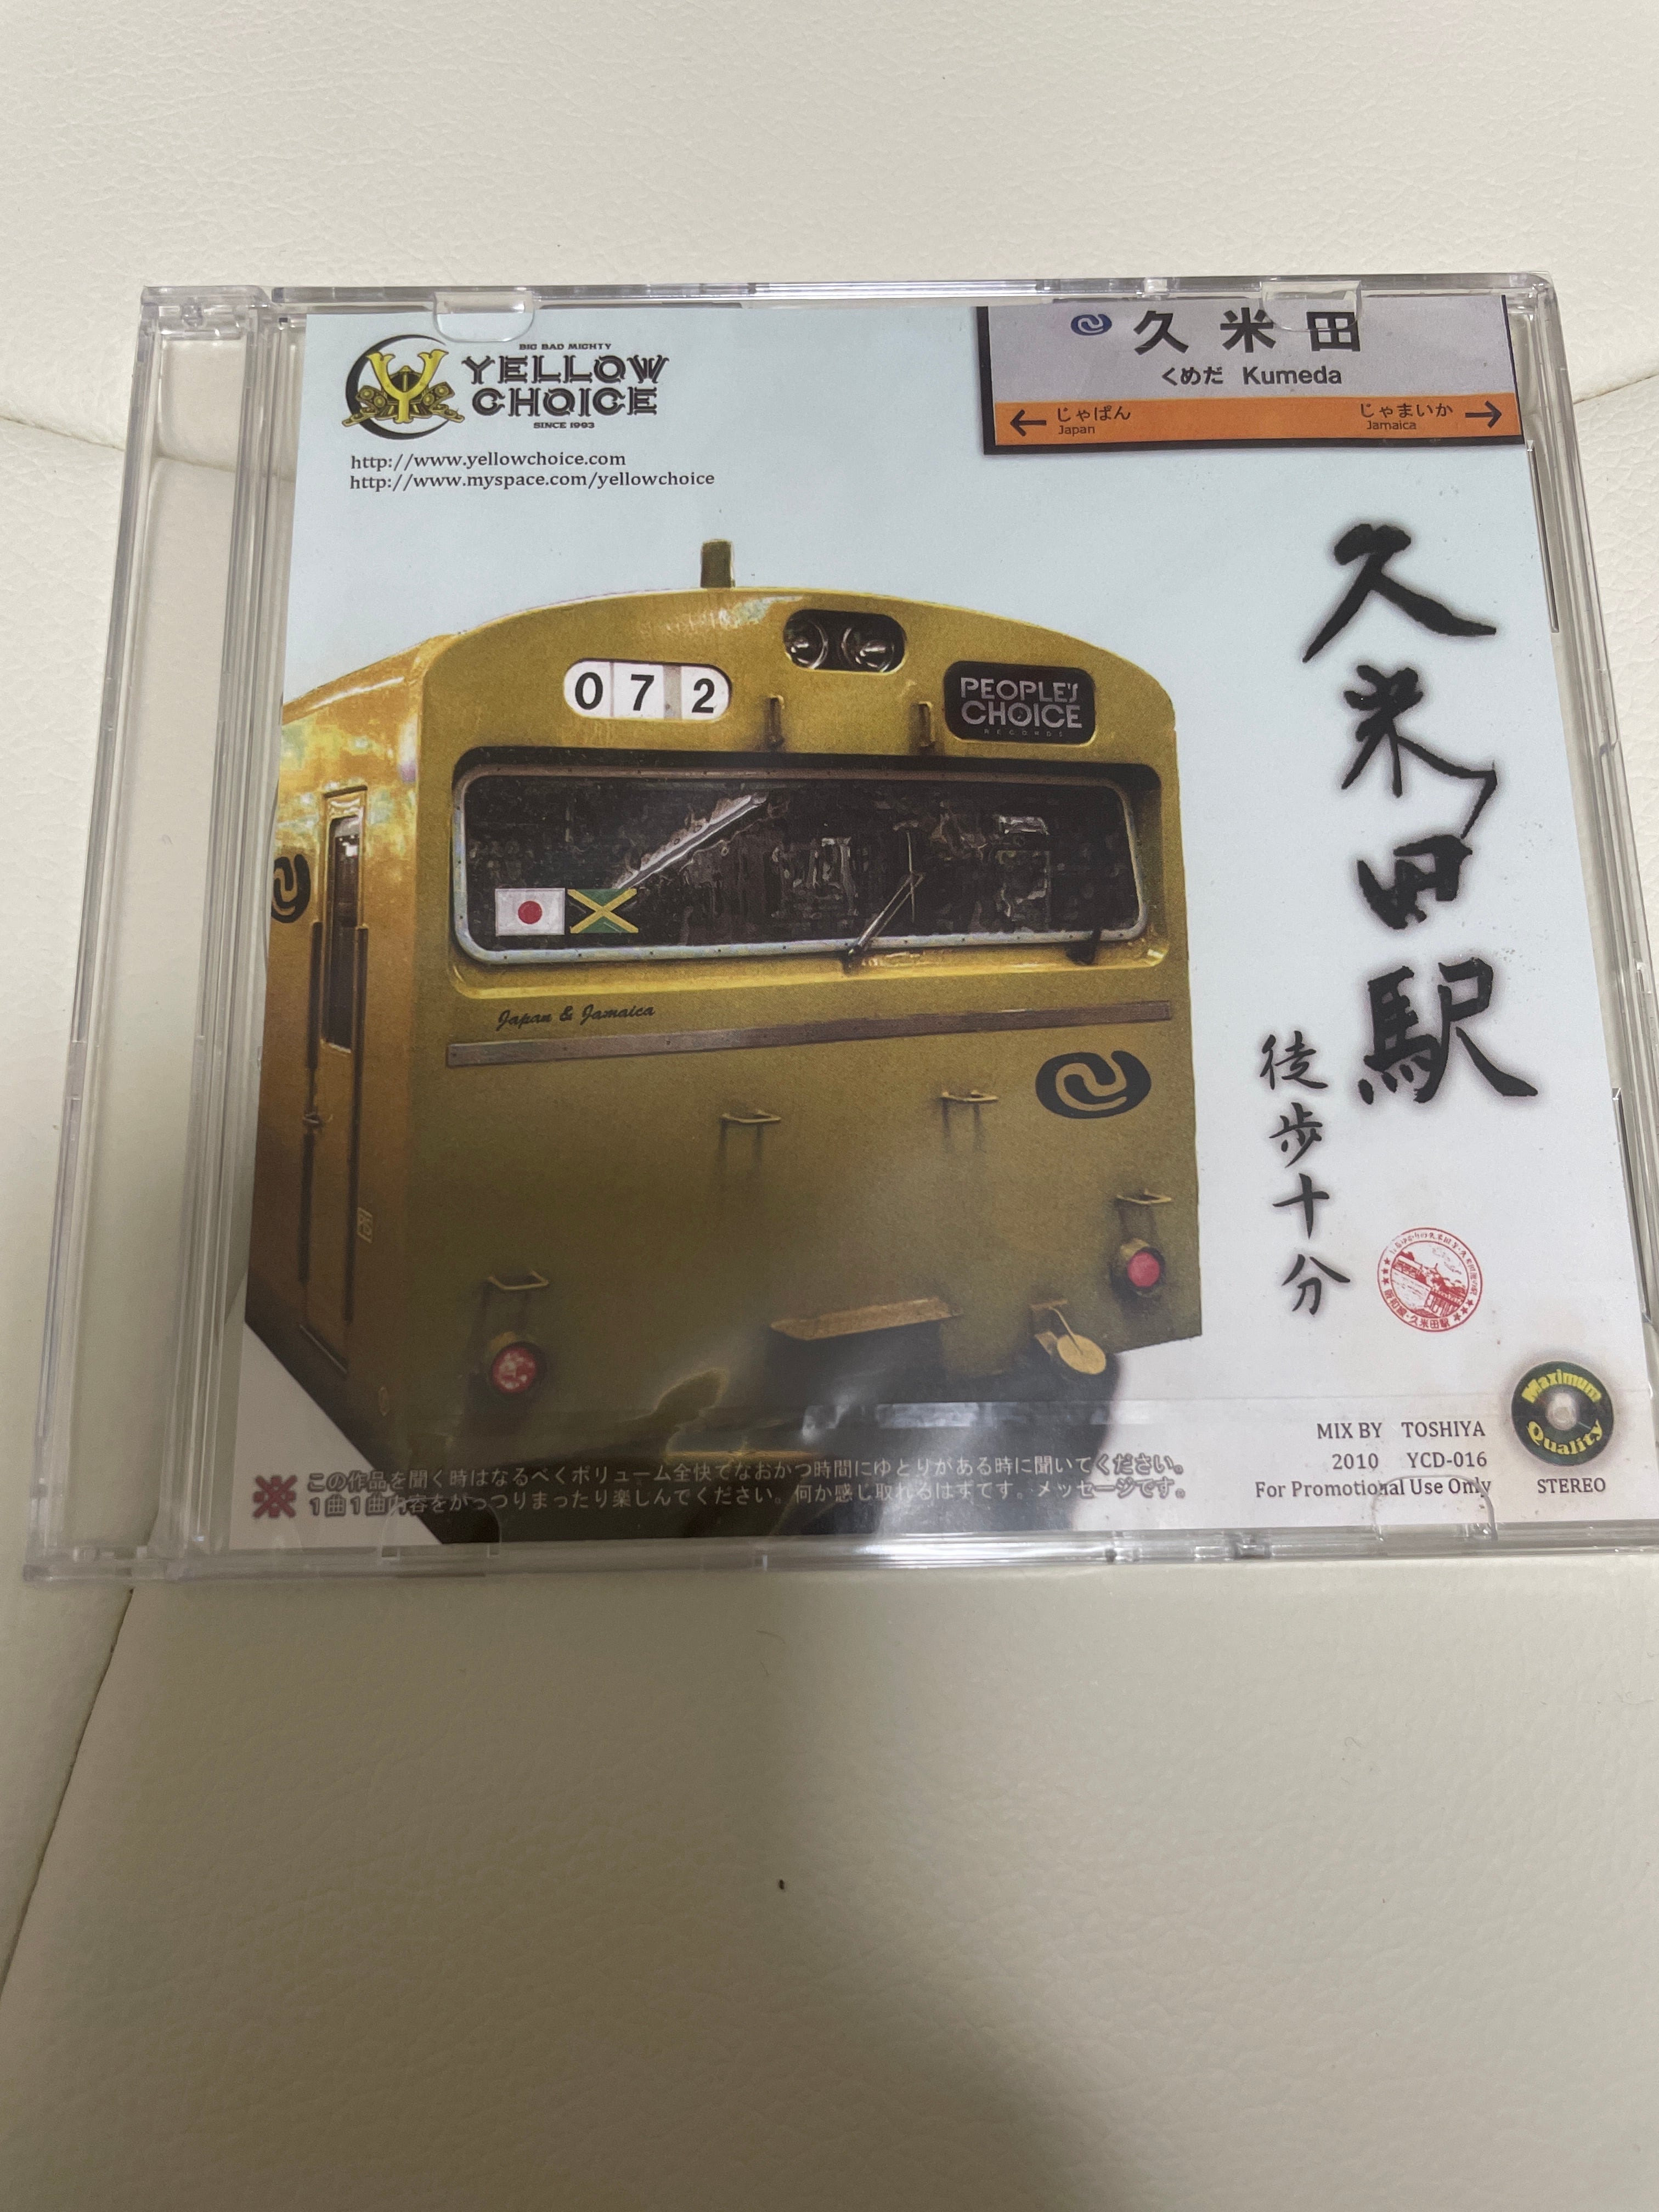 BIG BAD MIGHTY
YELLOW
CHOICE
SINCE 1993
http://www.yellowchoice.com
http://www.myspace.com/yellowchoice
久米田
くめだ Kumeda
← じゃぱん じゃまいか →
Japan Jamaica
久米田駅
徒歩十分
072
PEOPLE'S
CHOICE
RECORDS
Japan & Jamaica
久米田駅
Maximum
Quality
STEREO
MIX BY TOSHIYA
2010 YCD-016
For Promotional Use Only
※この作品を聞く時はなるべくボリューム全快でなおかつ時間にゆとりがある時に聞いてください。
1曲1曲内容をがっつりまったり楽しんでください。何か感じ取れるはずです。メッセージです。